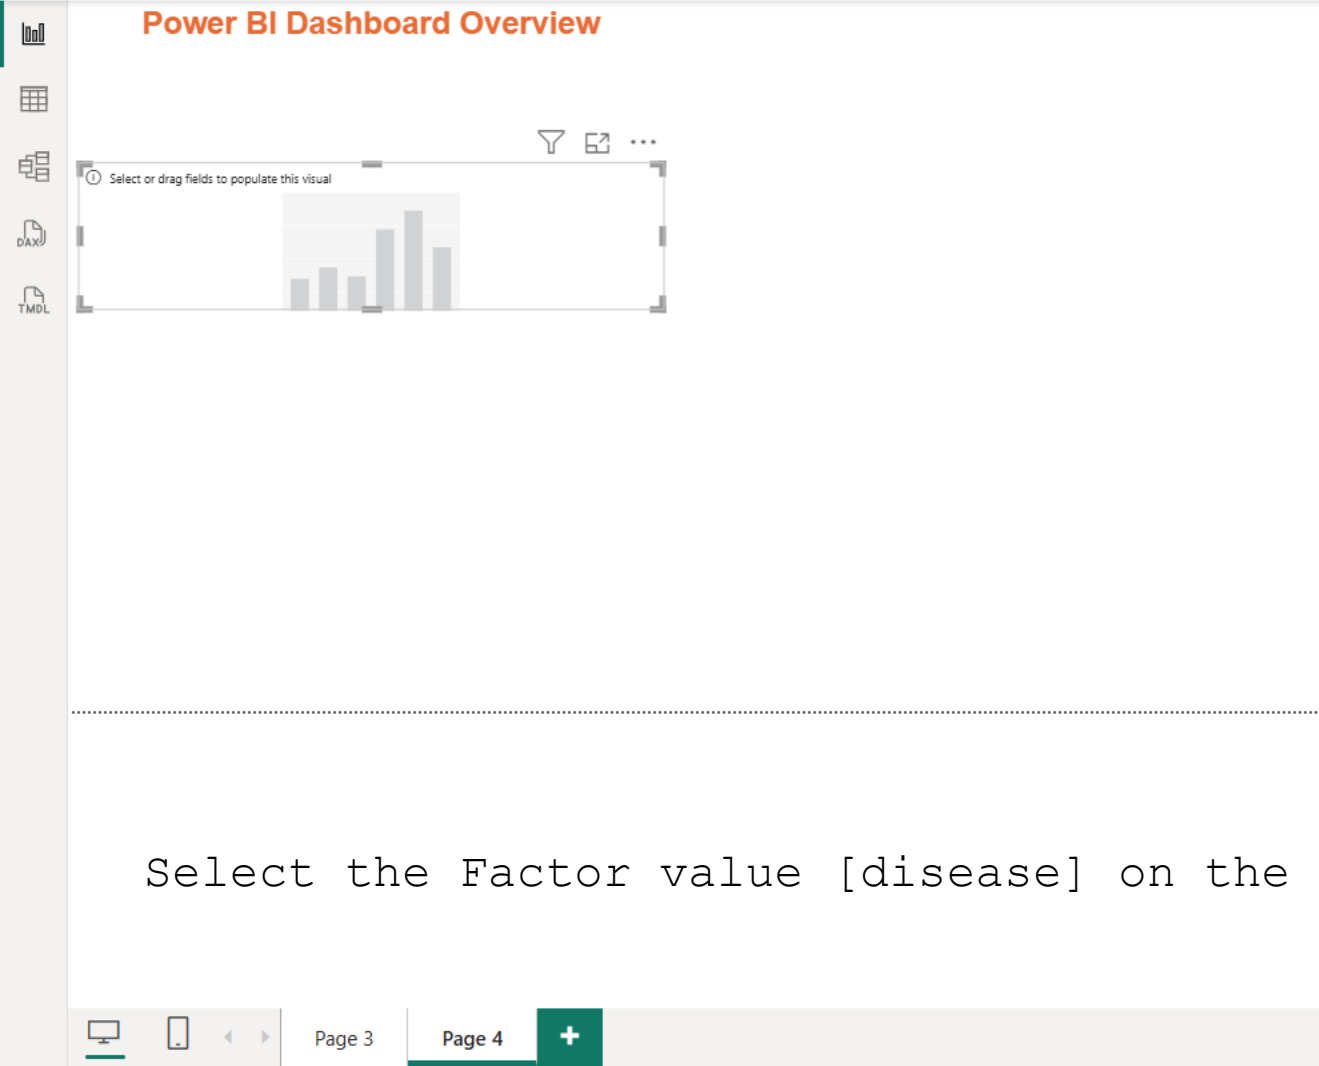 Power BI Dashboard Overview
Select or drag fields to populate this visual
DAX
TMDL
Select the Factor value [disease] on the
Page 3
Page 4
+